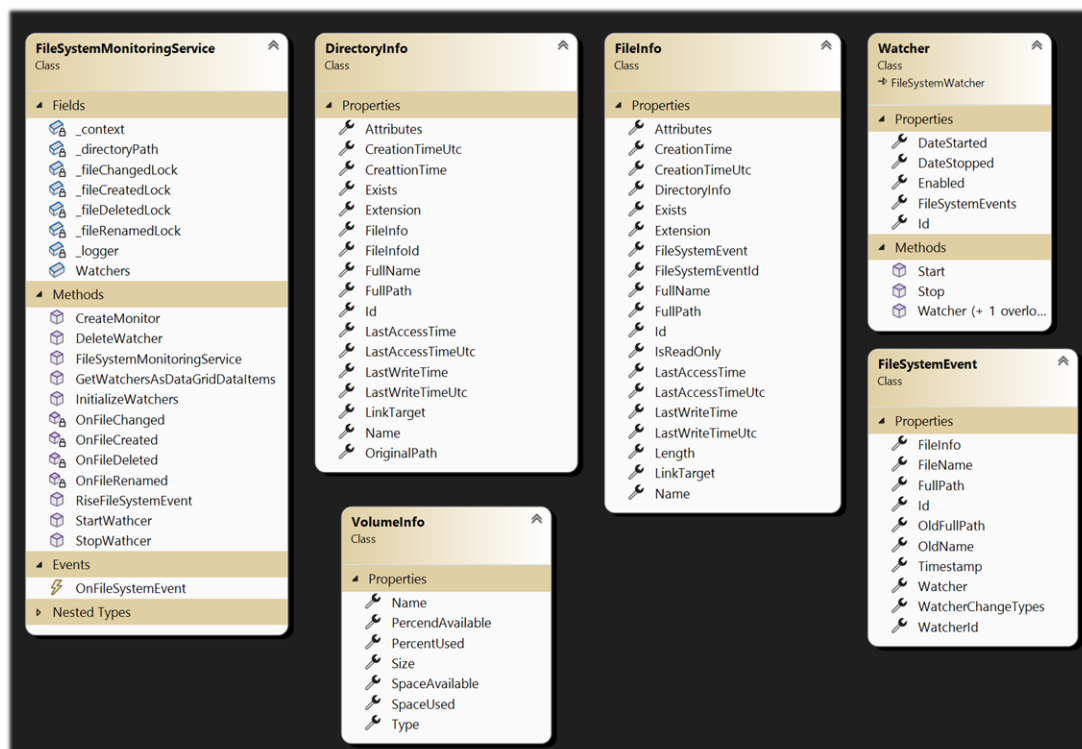 FileSystemMonitoringService
Class
Fields
_context
_directoryPath
_fileChangedLock
_fileCreatedLock
_fileDeletedLock
_fileRenamedLock
_logger
Watchers
Methods
CreateMonitor
DeleteWatcher
FileSystemMonitoringService
GetWatchersAsDataGridDataItems
InitializeWatchers
OnFileChanged
OnFileCreated
OnFileDeleted
OnFileRenamed
RiseFileSystemEvent
StartWathcer
StopWathcer
Events
OnFileSystemEvent
Nested Types
DirectoryInfo
Class
Properties
Attributes
CreationTimeUtc
CreattionTime
Exists
Extension
FileInfo
FileInfoId
FullName
FullPath
Id
LastAccessTime
LastAccessTimeUtc
LastWriteTime
LastWriteTimeUtc
LinkTarget
Name
OriginalPath
VolumeInfo
Class
Properties
Name
PercendAvailable
PercentUsed
Size
SpaceAvailable
SpaceUsed
Type
FileInfo
Class
Properties
Attributes
CreationTime
CreationTimeUtc
DirectoryInfo
Exists
Extension
FileSystemEvent
FileSystemEventId
FullName
FullPath
Id
IsReadOnly
LastAccessTime
LastAccessTimeUtc
LastWriteTime
LastWriteTimeUtc
Length
LinkTarget
Name
Watcher
Class
FileSystemWatcher
Properties
DateStarted
DateStopped
Enabled
FileSystemEvents
Id
Methods
Start
Stop
Watcher (+ 1 overlo...
FileSystemEvent
Class
Properties
FileInfo
FileName
FullPath
Id
OldFullPath
OldName
Timestamp
Watcher
WatcherChangeTypes
WatcherId